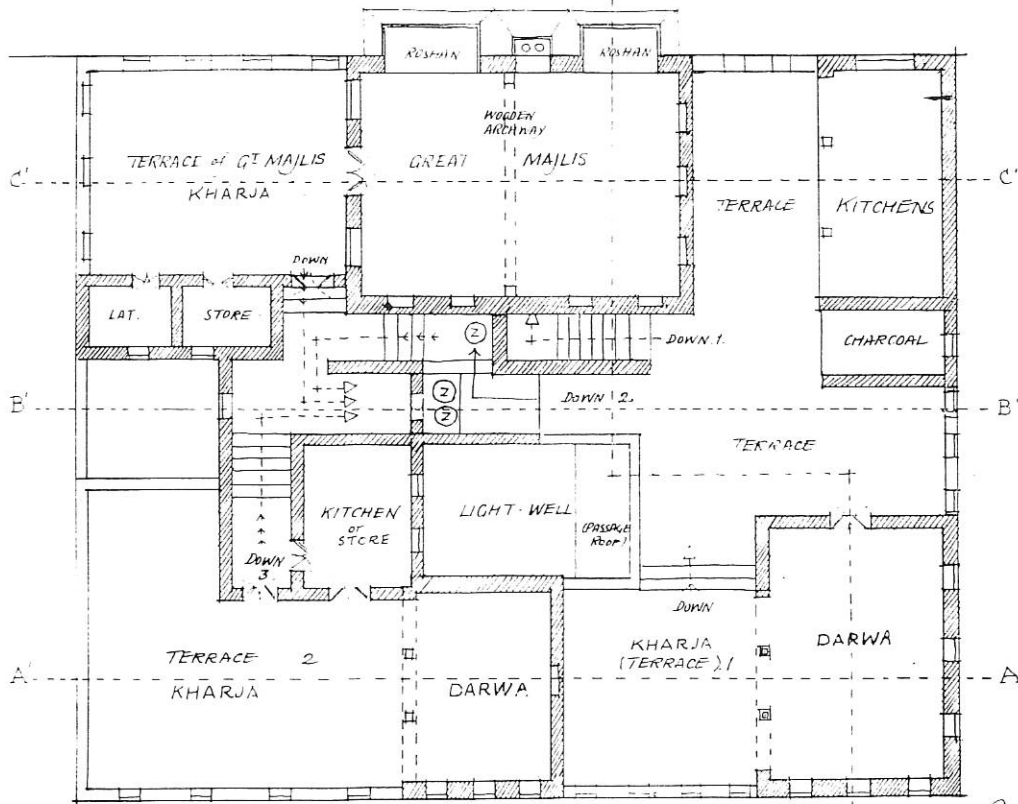 ROSHAN
ROSHAN
WOODEN
ARCHWAY
TERRACE of GT MAJLIS
KHARJA
GREAT MAJLIS
C'
C'
TERRACE
KITCHENS
DOWN
LAT.
STORE
Z
DOWN 1.
CHARCOAL
B'
B'
Z
Z
DOWN 2.
TERRACE
KITCHEN
or
STORE
LIGHT-WELL
(PASSAGE
ROOF)
DOWN
3
DOWN
TERRACE 2
KHARJA
DARWA
KHARJA
(TERRACE) 1
DARWA
A'
A